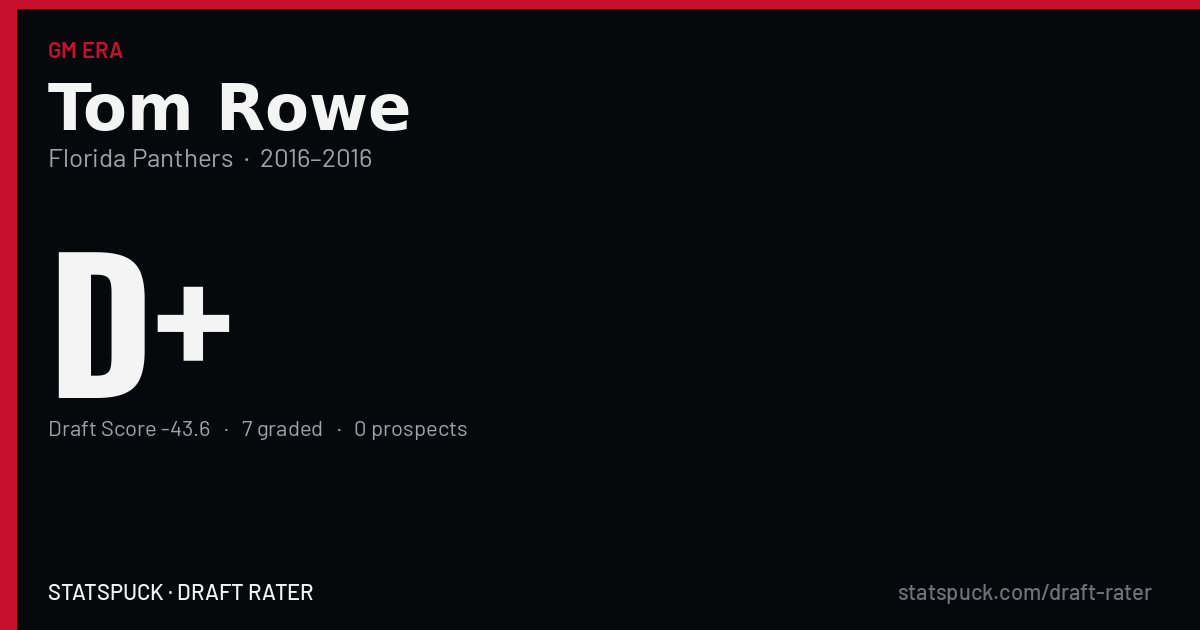 GM ERA
Tom Rowe
Florida Panthers · 2016–2016
D+
Draft Score -43.6 · 7 graded · 0 prospects
STATSPUCK · DRAFT RATER
statspuck.com/draft-rater